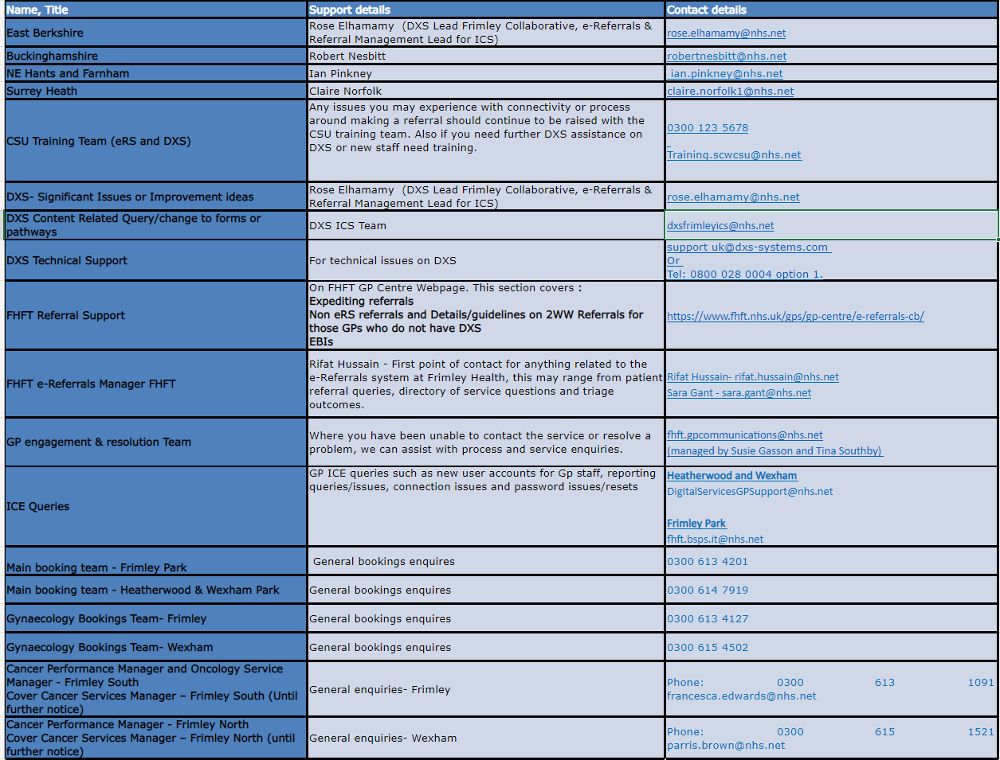 Name, Title
Support details
Contact details
East Berkshire
Rose Elhamamy  (DXS Lead Frimley Collaborative, e-Referrals &
Referral Management Lead for ICS)
rose.elhamamy@nhs.net
Buckinghamshire
Robert Nesbitt
robertnesbitt@nhs.net
NE Hants and Farnham
Ian Pinkney
ian.pinkney@nhs.net
Surrey Heath
Claire Norfolk
claire.norfolk1@nhs.net
CSU Training Team (eRS and DXS)
Any issues you may experience with connectivity or process
around making a referral should continue to be raised with the
CSU training team. Also if you need further DXS assistance on
DXS or new staff need training.
0300 123 5678
Training.scwcsu@nhs.net
DXS- Significant Issues or Improvement ideas
Rose Elhamamy  (DXS Lead Frimley Collaborative, e-Referrals &
Referral Management Lead for ICS)
rose.elhamamy@nhs.net
DXS Content Related Query/change to forms or
pathways
DXS ICS Team
dxsfrimleyics@nhs.net
DXS Technical Support
For technical issues on DXS
support uk@dxs-systems.com
Or
Tel: 0800 028 0004 option 1.
FHFT Referral Support
On FHFT GP Centre Webpage. This section covers :
Expediting referrals
Non eRS referrals and Details/guidelines on 2WW Referrals for
those GPs who do not have DXS
EBIs
https://www.fhft.nhs.uk/gps/gp-centre/e-referrals-cb/
FHFT e-Referrals Manager FHFT
Rifat Hussain - First point of contact for anything related to the
e-Referrals system at Frimley Health, this may range from patient
referral queries, directory of service questions and triage
outcomes.
Rifat Hussain- rifat.hussain@nhs.net
Sara Gant - sara.gant@nhs.net
GP engagement & resolution Team
Where you have been unable to contact the service or resolve a
problem, we can assist with process and service enquiries.
fhft.gpcommunications@nhs.net
(managed by Susie Gasson and Tina Southby)
ICE Queries
GP ICE queries such as new user accounts for Gp staff, reporting
queries/issues, connection issues and password issues/resets
Heatherwood and Wexham
DigitalServicesGPSupport@nhs.net
Frimley Park
fhft.bsps.it@nhs.net
Main booking team - Frimley Park
General bookings enquires
0300 613 4201
Main booking team - Heatherwood & Wexham Park
General bookings enquires
0300 614 7919
Gynaecology Bookings Team- Frimley
General bookings enquires
0300 613 4127
Gynaecology Bookings Team- Wexham
General bookings enquires
0300 615 4502
Cancer Performance Manager and Oncology Service
Manager - Frimley South
Cover Cancer Services Manager – Frimley South (Until
further notice)
General enquiries- Frimley
Phone: 0300 613 1091
francesca.edwards@nhs.net
Cancer Performance Manager - Frimley North
Cover Cancer Services Manager – Frimley North (until
further notice)
General enquiries- Wexham
Phone: 0300 615 1521
parris.brown@nhs.net